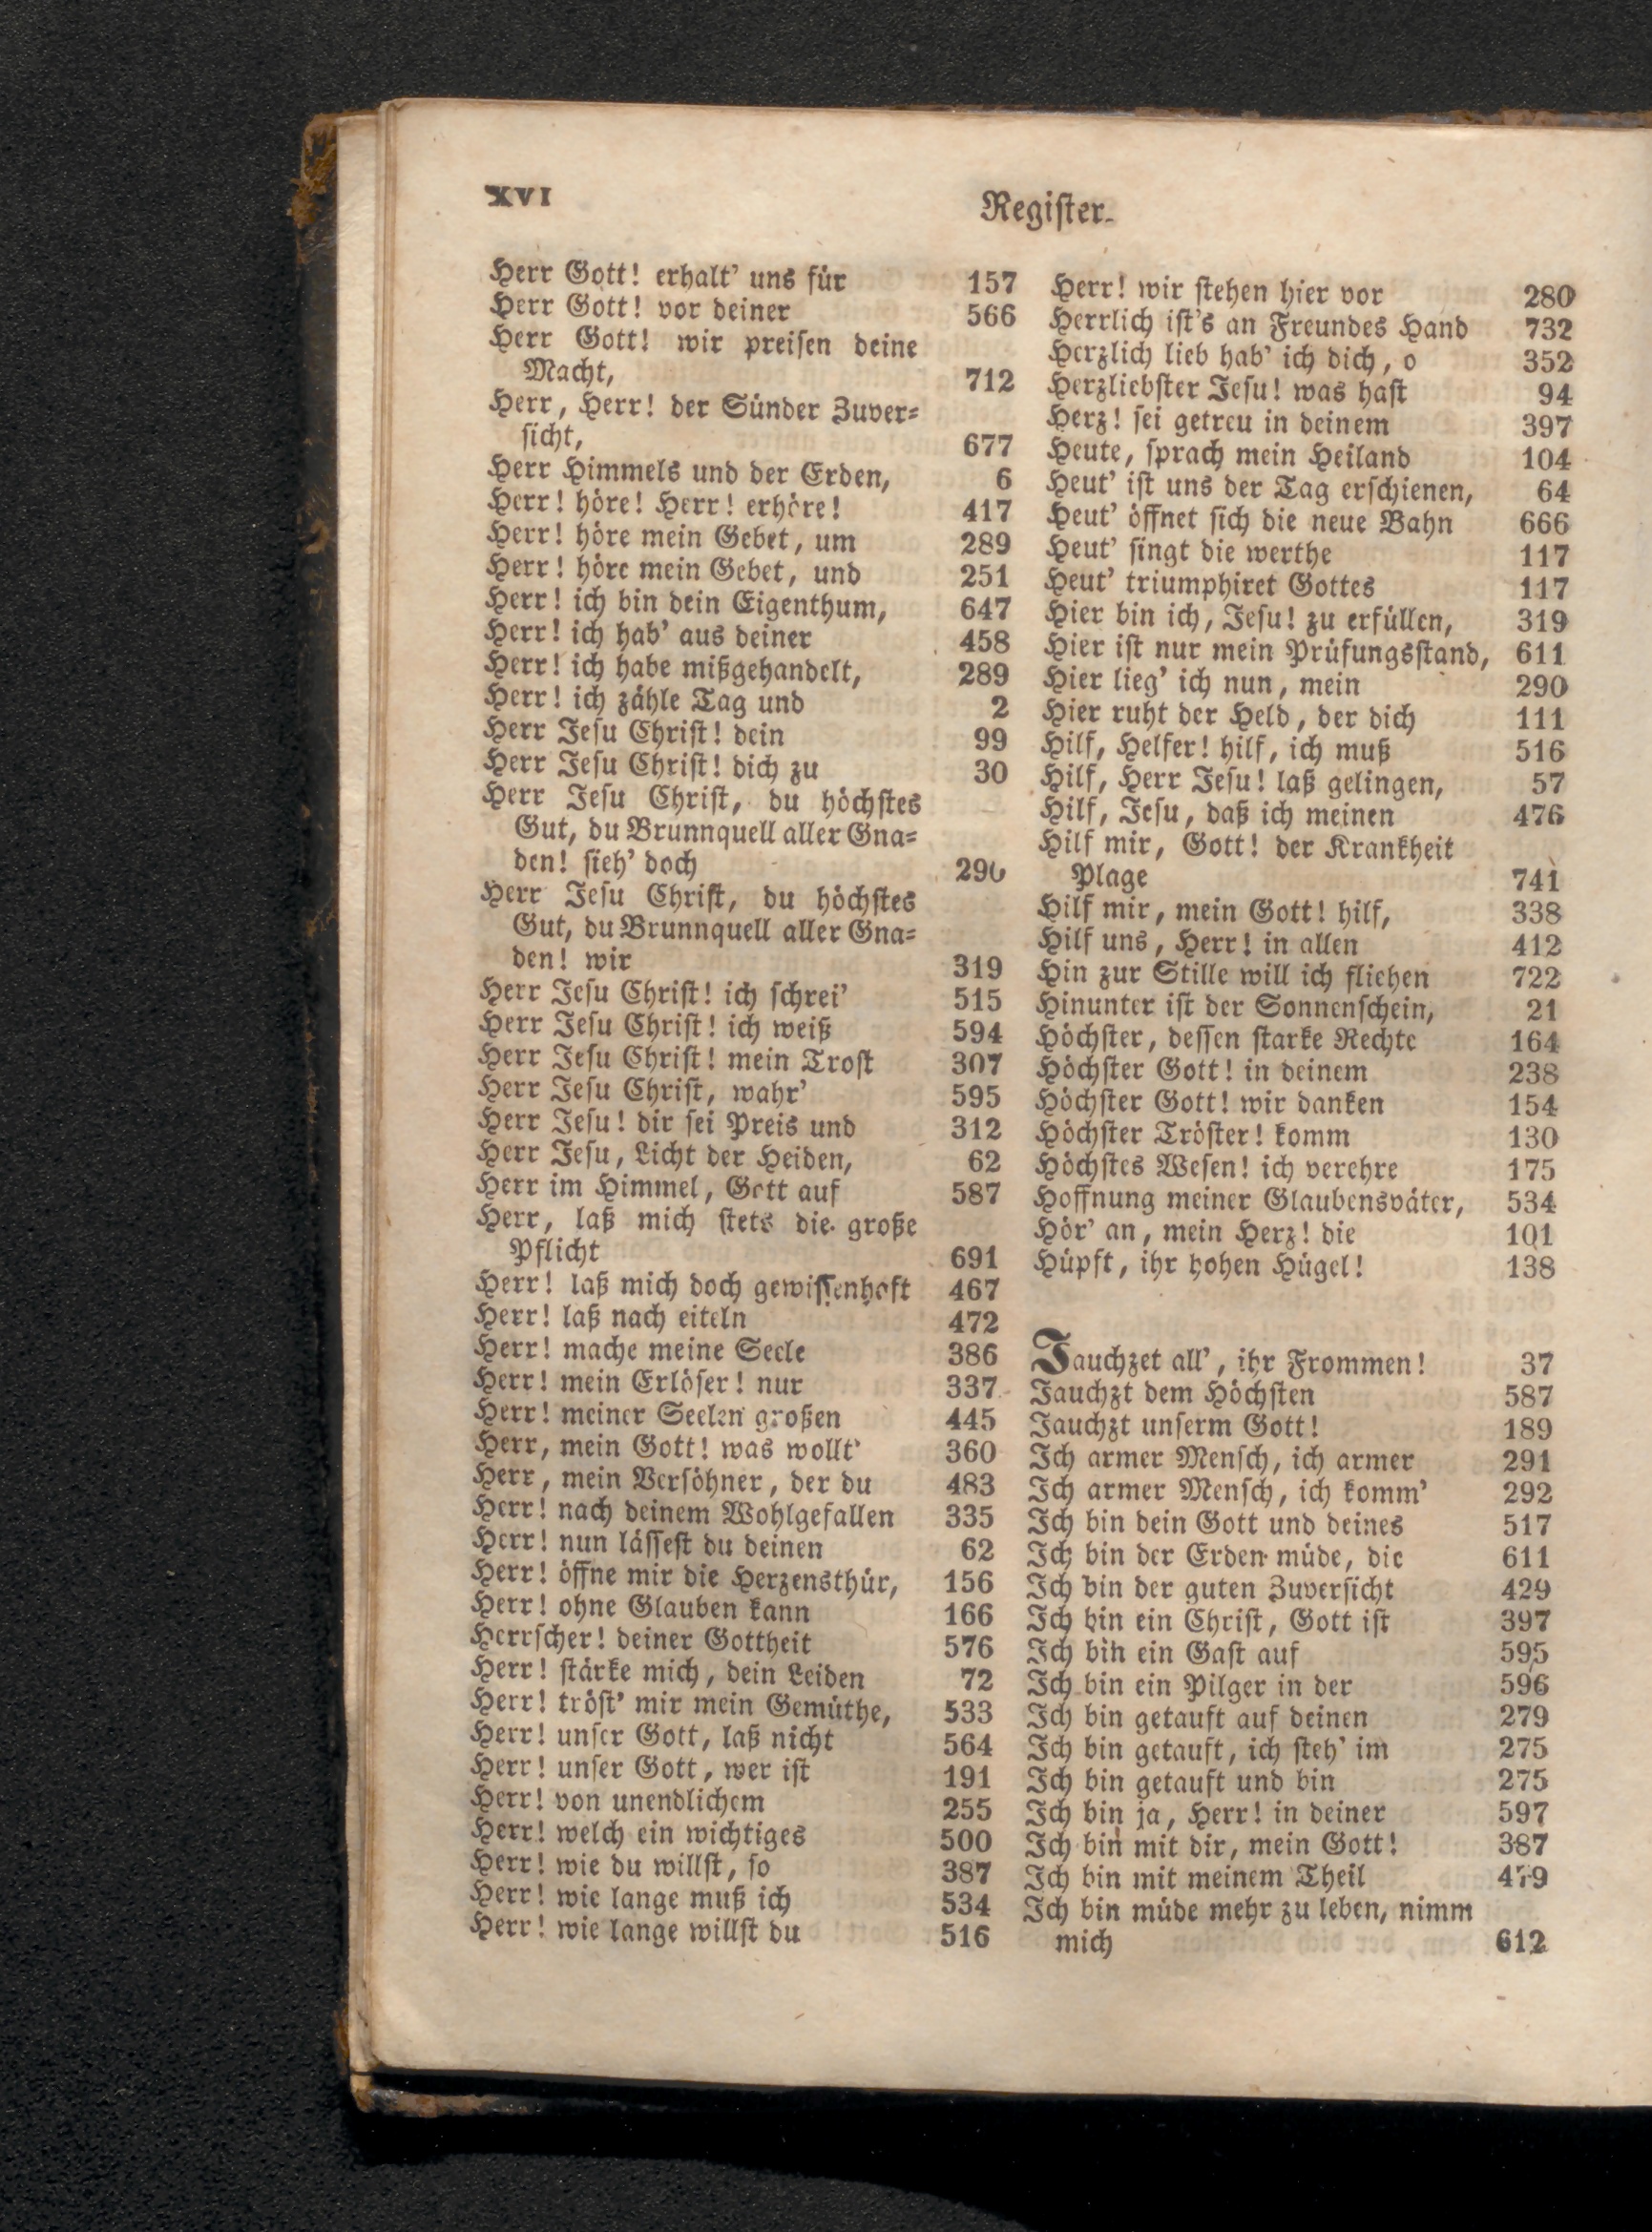 XVI
Register.
Herr Gott! erhalt' uns für 157
Herr Gott! vor deiner 566
Herr Gott! wir preisen deine
Macht, 712
Herr, Herr! der Sünder Zuver=
sicht, 677
Herr Himmels und der Erden, 6
Herr! höre! Herr! erhöre! 417
Herr! höre mein Gebet, um 289
Herr! höre mein Gebet, und 251
Herr! ich bin dein Eigenthum, 647
Herr! ich hab' aus deiner 458
Herr! ich habe mißgehandelt, 289
Herr! ich zähle Tag und 2
Herr Jesu Christ! dein 99
Herr Jesu Christ! dich zu 30
Herr Jesu Christ, du höchstes
Gut, du Brunnquell aller Gna=
den! sieh' doch 290
Herr Jesu Christ, du höchstes
Gut, du Brunnquell aller Gna=
den! wir 319
Herr Jesu Christ! ich schrei' 515
Herr Jesu Christ! ich weiß 594
Herr Jesu Christ! mein Trost 307
Herr Jesu Christ, wahr' 595
Herr Jesu! dir sei Preis und 312
Herr Jesu, Licht der Heiden, 62
Herr im Himmel, Gott auf 587
Herr, laß mich stets die große
Pflicht 691
Herr! laß mich doch gewissenhaft 467
Herr! laß nach eiteln 472
Herr! mache meine Seele 386
Herr! mein Erlöser! nur 337
Herr! meiner Seelen großen 445
Herr, mein Gott! was wollt' 360
Herr, mein Versöhner, der du 483
Herr! nach deinem Wohlgefallen 335
Herr! nun lässest du deinen 62
Herr! öffne mir die Herzensthür, 156
Herr! ohne Glauben kann 166
Herrscher! deiner Gottheit 576
Herr! stärke mich, dein Leiden 72
Herr! tröst' mir mein Gemüthe, 533
Herr! unser Gott, laß nicht 564
Herr! unser Gott, wer ist 191
Herr! von unendlichem 255
Herr! welch ein wichtiges 500
Herr! wie du willst, so 387
Herr! wie lange muß ich 534
Herr! wie lange willst du 516
Herr! wir stehen hier vor 280
Herrlich ist's an Freundes Hand 732
Herzlich lieb hab' ich dich, o 352
Herzliebster Jesu! was hast 94
Herz! sei getreu in deinem 397
Heute, sprach mein Heiland 104
Heut' ist uns der Tag erschienen, 64
Heut' öffnet sich die neue Bahn 666
Heut' singt die werthe 117
Heut' triumphiret Gottes 117
Hier bin ich, Jesu! zu erfüllen, 319
Hier ist nur mein Prüfungsstand, 611
Hier lieg' ich nun, mein 290
Hier ruht der Held, der dich 111
Hilf, Helfer! hilf, ich muß 516
Hilf, Herr Jesu! laß gelingen, 57
Hilf, Jesu, daß ich meinen 476
Hilf mir, Gott! der Krankheit
Plage 741
Hilf mir, mein Gott! hilf, 338
Hilf uns, Herr! in allen 412
Hin zur Stille will ich fliehen 722
Hinunter ist der Sonnenschein, 21
Höchster, dessen starke Rechte 164
Höchster Gott! in deinem 238
Höchster Gott! wir danken 154
Höchster Tröster! komm 130
Höchstes Wesen! ich verehre 175
Hoffnung meiner Glaubensväter, 534
Hör' an, mein Herz! die 101
Hüpft, ihr hohen Hügel! 138
Jauchzet all', ihr Frommen! 37
Jauchzt dem Höchsten 587
Jauchzt unserm Gott! 189
Ich armer Mensch, ich armer 291
Ich armer Mensch, ich komm' 292
Ich bin dein Gott und deines 517
Ich bin der Erden müde, die 611
Ich bin der guten Zuversicht 429
Ich bin ein Christ, Gott ist 397
Ich bin ein Gast auf 595
Ich bin ein Pilger in der 596
Ich bin getauft auf deinen 279
Ich bin getauft, ich steh' im 275
Ich bin getauft und bin 275
Ich bin ja, Herr! in deiner 597
Ich bin mit dir, mein Gott! 387
Ich bin mit meinem Theil 479
Ich bin müde mehr zu leben, nimm
mich 612